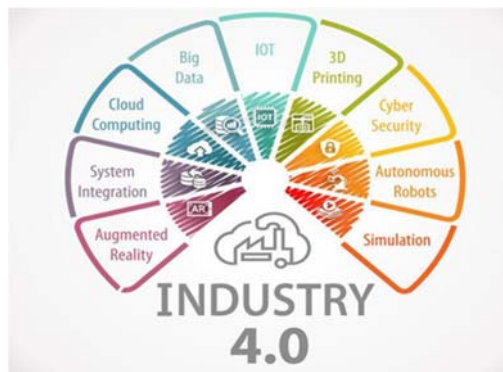 IOT
Big
Data
3D
Printing
Cloud
Computing
Cyber
Security
IOT
System
Integration
Autonomous
Robots
AR
Augmented
Reality
Simulation
INDUSTRY
4.0